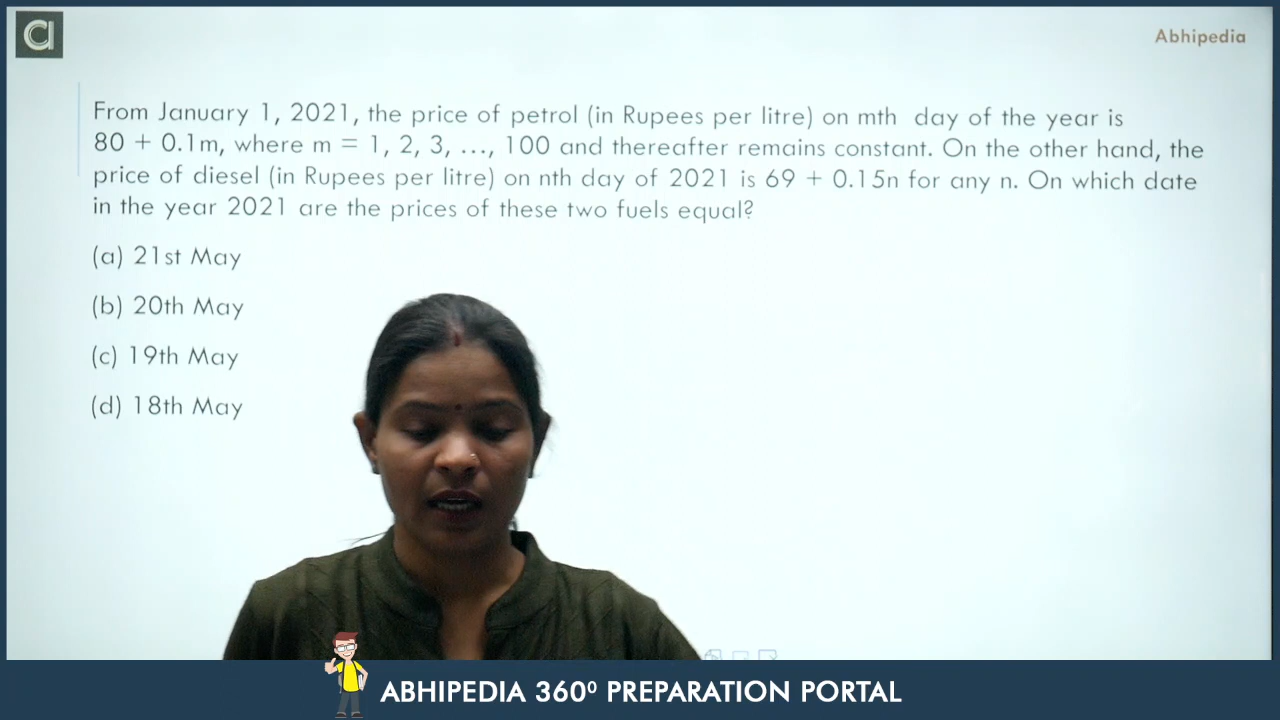 Abhipedia
From January 1, 2021, the price of petrol (in Rupees per litre) on mth day of the year is
80 + 0.1m, where m = 1, 2, 3, ..., 100 and thereafter remains constant. On the other hand, the
price of diesel (in Rupees per litre) on nth day of 2021 is 69 + 0.15n for any n. On which date
in the year 2021 are the prices of these two fuels equal?
(a) 21st May
(b) 20th May
(c) 19th May
(d) 18th May
ABHIPEDIA 360⁰ PREPARATION PORTAL